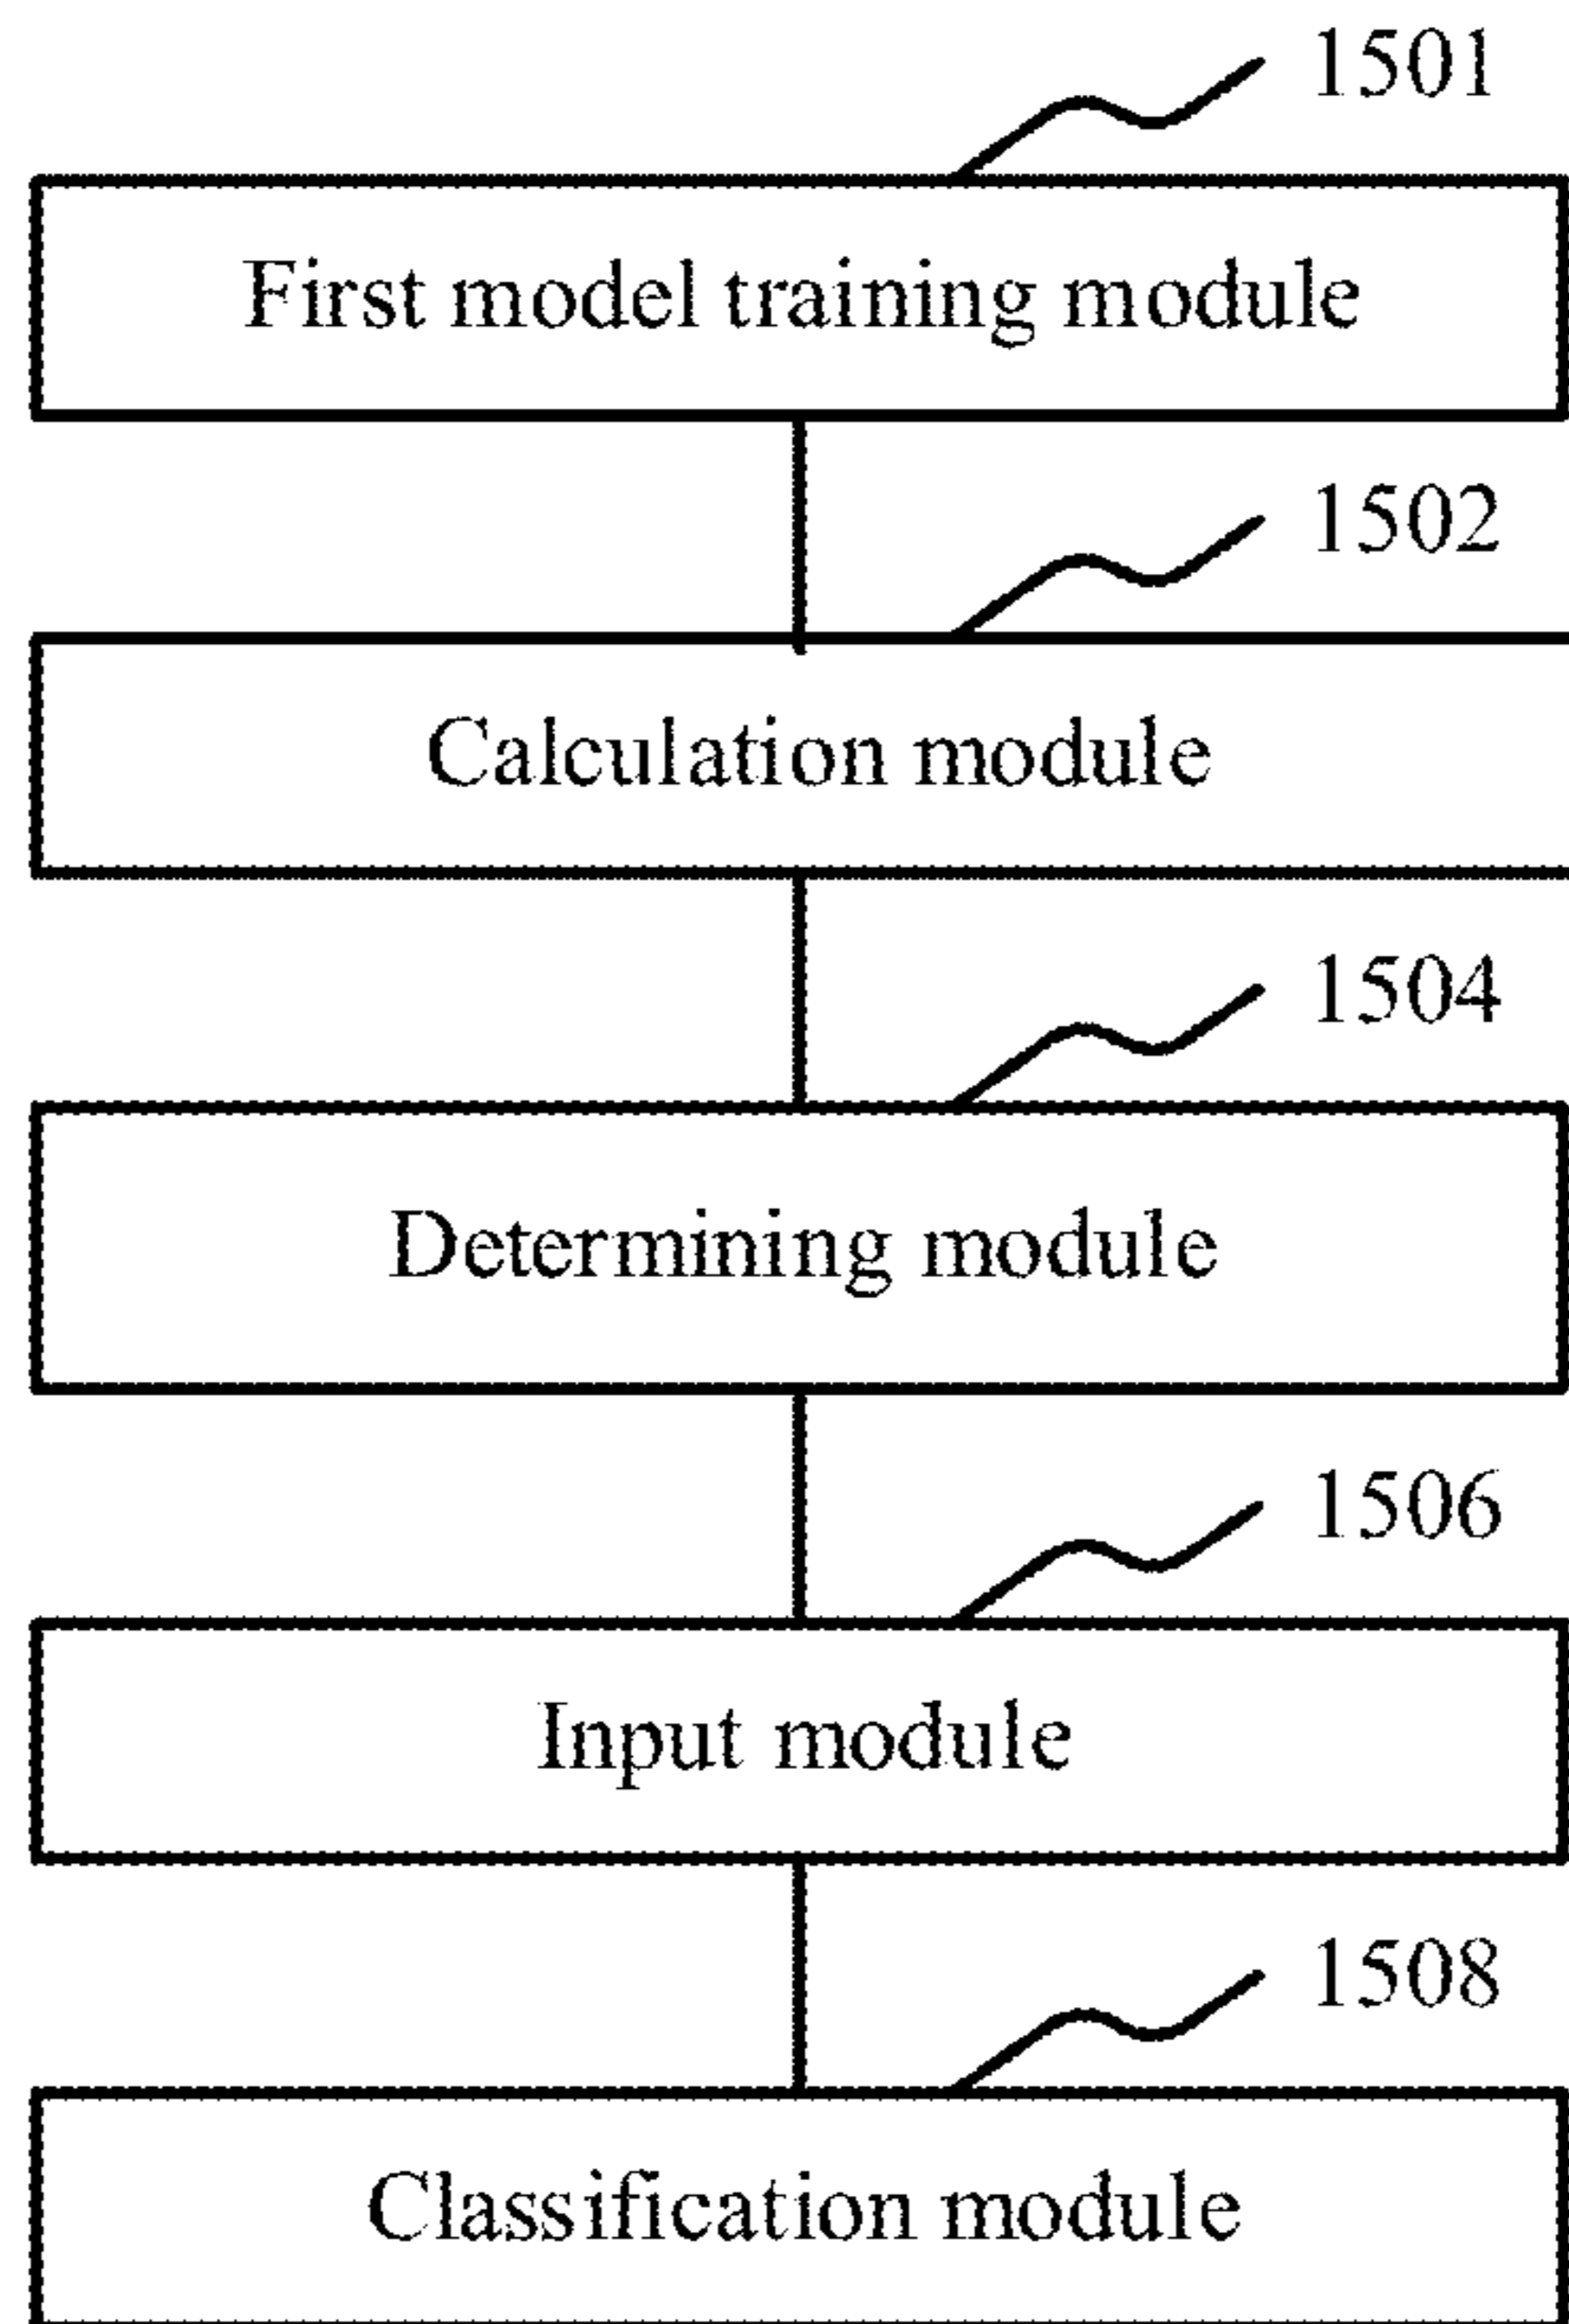 1501
First model training module
1502
Calculation module
1504
Determining module
1506
Input module
1508
Classification module